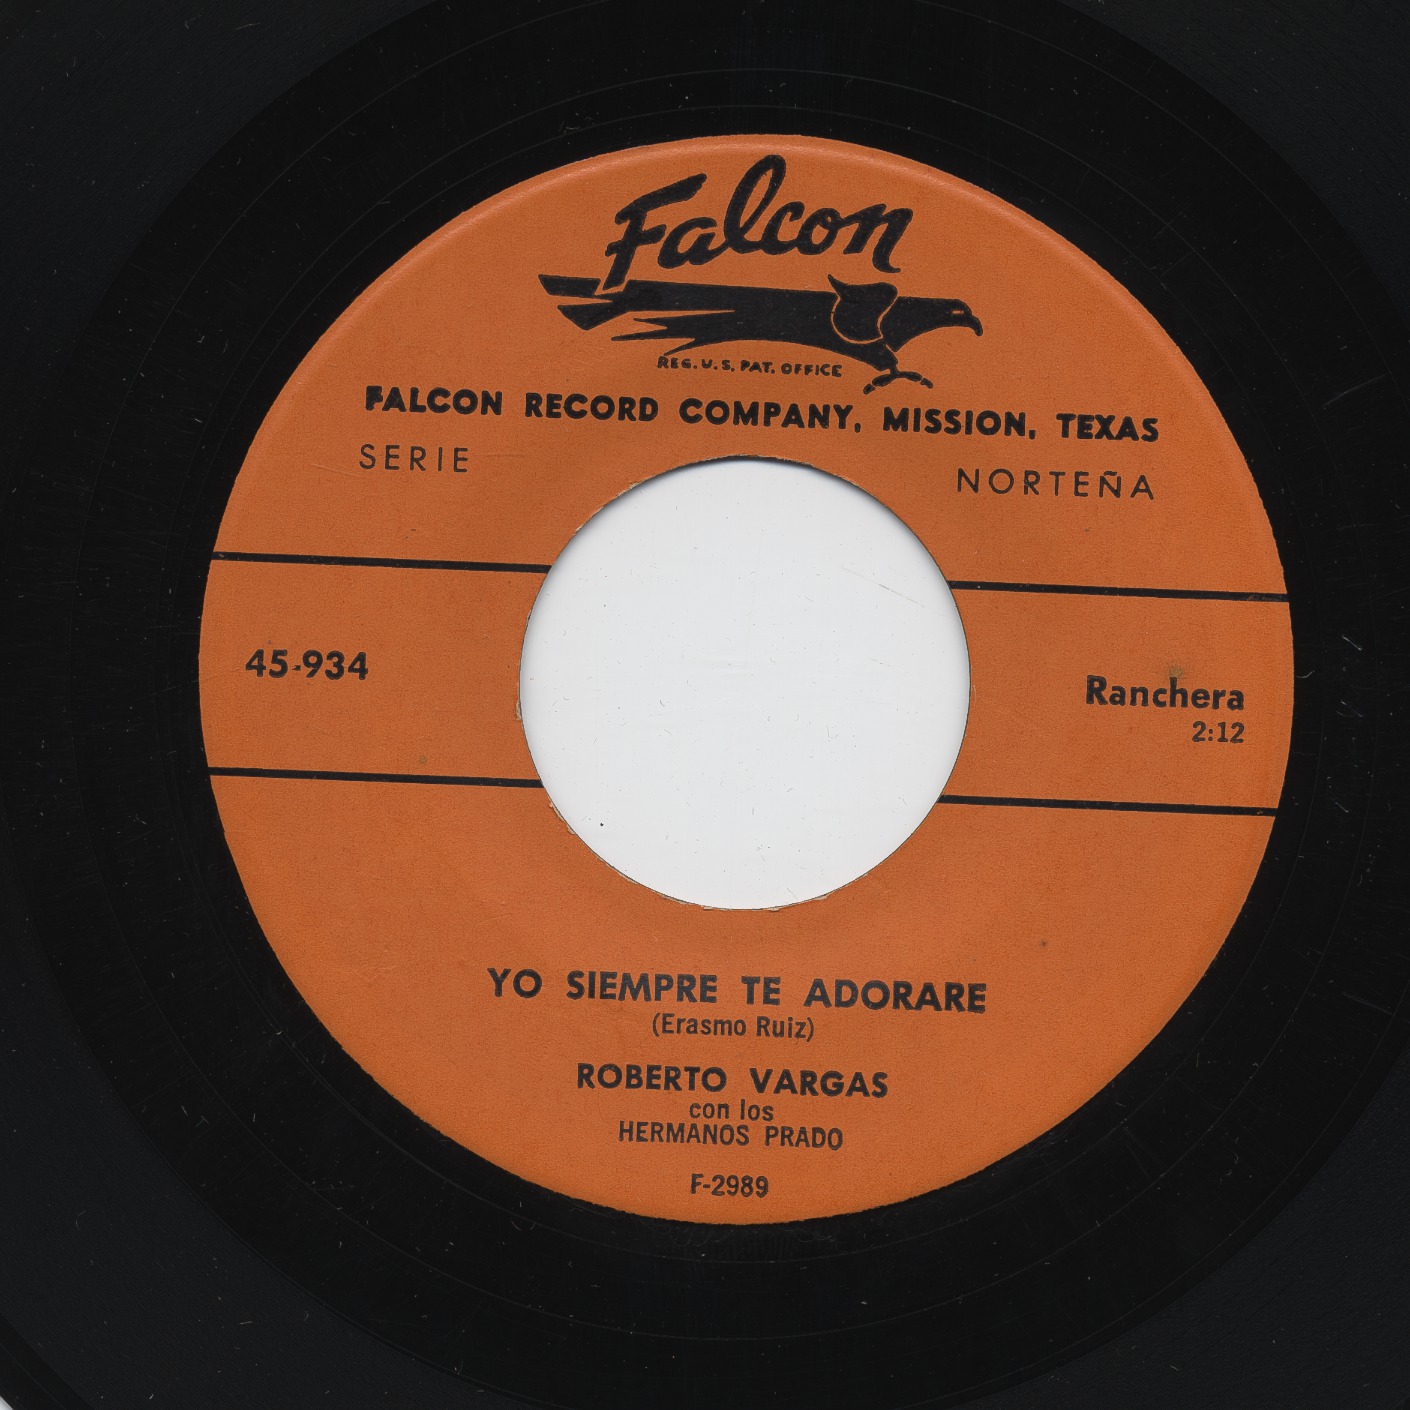 Falcon
REG. U.S. PAT. OFFICE
FALCON RECORD COMPANY, MISSION, TEXAS
SERIE NORTEÑA
45-934
Ranchera
2:12
YO SIEMPRE TE ADORARE
(Erasmo Ruiz)
ROBERTO VARGAS
con los
HERMANOS PRADO
F-2989